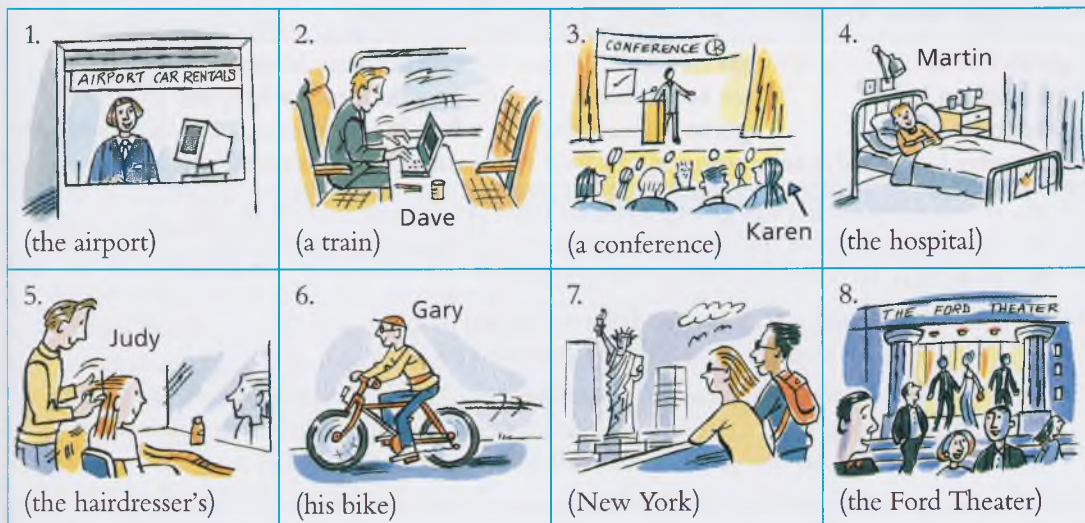 1.
AIRPORT CAR RENTALS
(the airport)
2.
Dave
(a train)
3.
CONFERENCE
Karen
(a conference)
4.
Martin
(the hospital)
5.
Judy
(the hairdresser's)
6.
Gary
(his bike)
7.
(New York)
8.
THE FORD THEATER
(the Ford Theater)